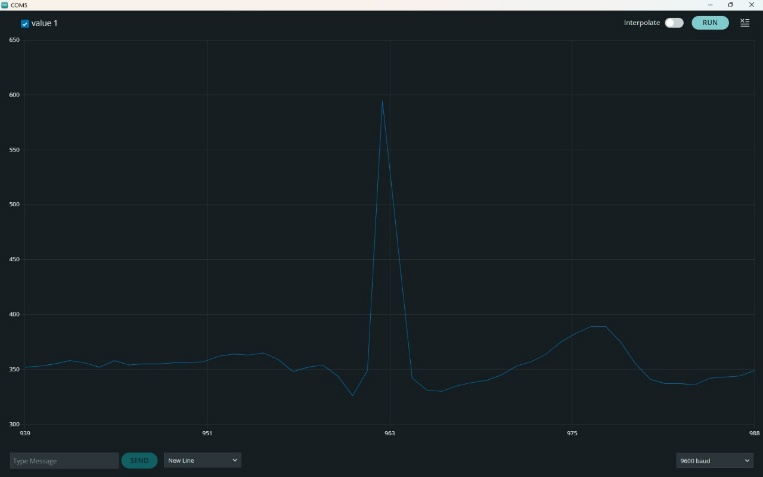 COM5
value 1
Interpolate
RUN
650
600
550
500
450
400
350
300
939
951
963
975
988
Type Message
SEND
New Line
9600 baud